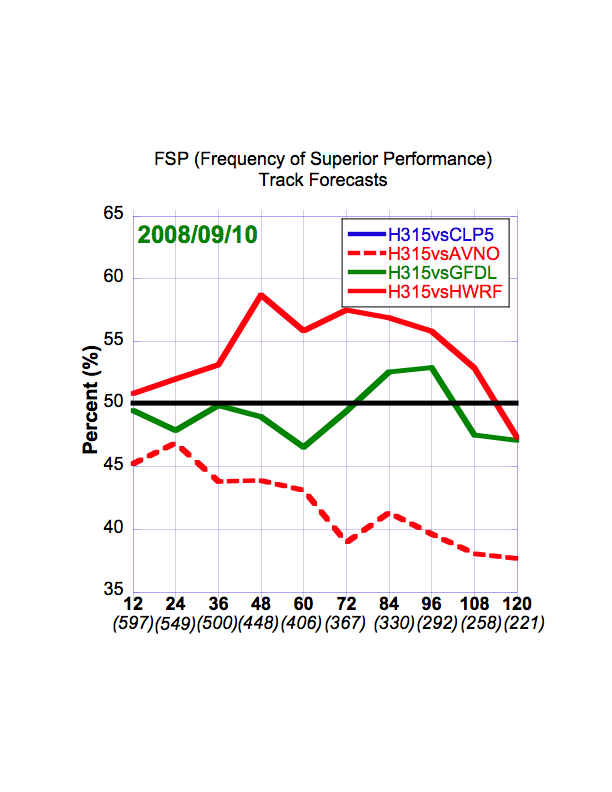 FSP (Frequency of Superior Performance)
Track Forecasts
65
2008/09/10
H315vsCLP5
H315vsAVNO
H315vsGFDL
H315vsHWRF
60
55
50
45
40
35
Percent (%)
12 24 36 48 60 72 84 96 108 120
(597) (549) (500) (448) (406) (367) (330) (292) (258) (221)